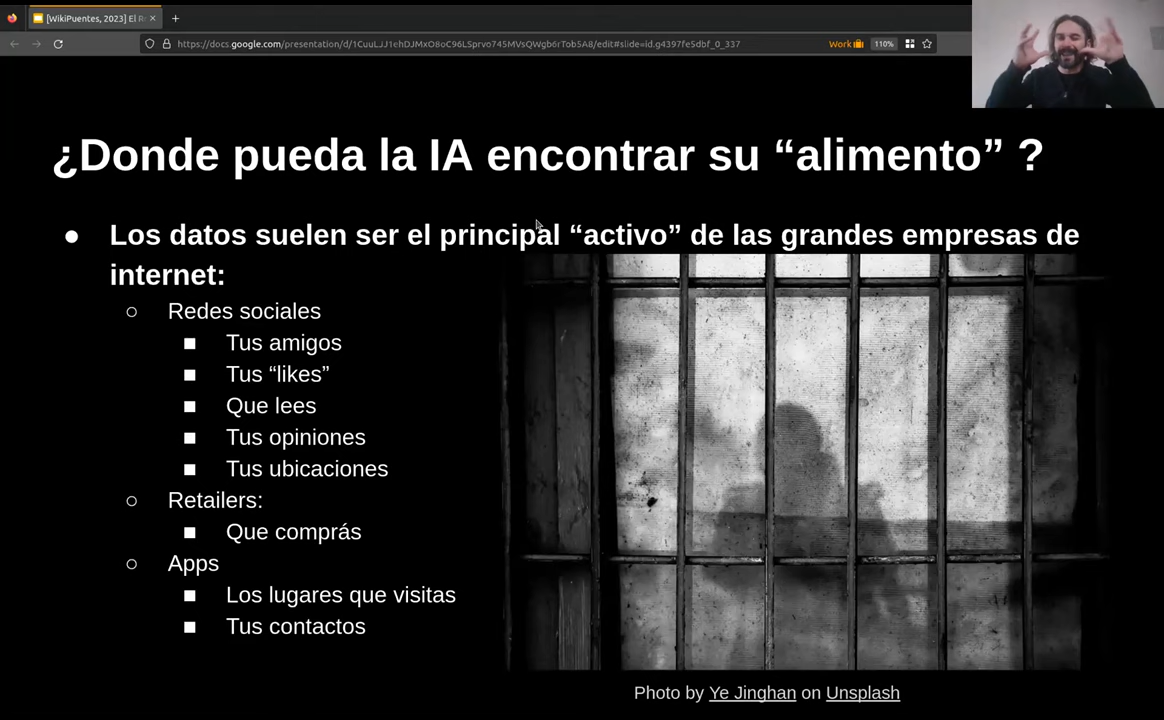 [WikiPuentes, 2023] El R
https://docs.google.com/presentation/d/1CuuLJJ1ehDJMxO8oC96LSprvo745MVsQWgb6rTob5A8/edit#slide=id.g4397fe5dbf_0_337
Work
110%
¿Donde pueda la IA encontrar su “alimento” ?
● Los datos suelen ser el principal “activo” de las grandes empresas de
internet:
○ Redes sociales
■ Tus amigos
■ Tus “likes”
■ Que lees
■ Tus opiniones
■ Tus ubicaciones
○ Retailers:
■ Que comprás
○ Apps
■ Los lugares que visitas
■ Tus contactos
Photo by Ye Jinghan on Unsplash